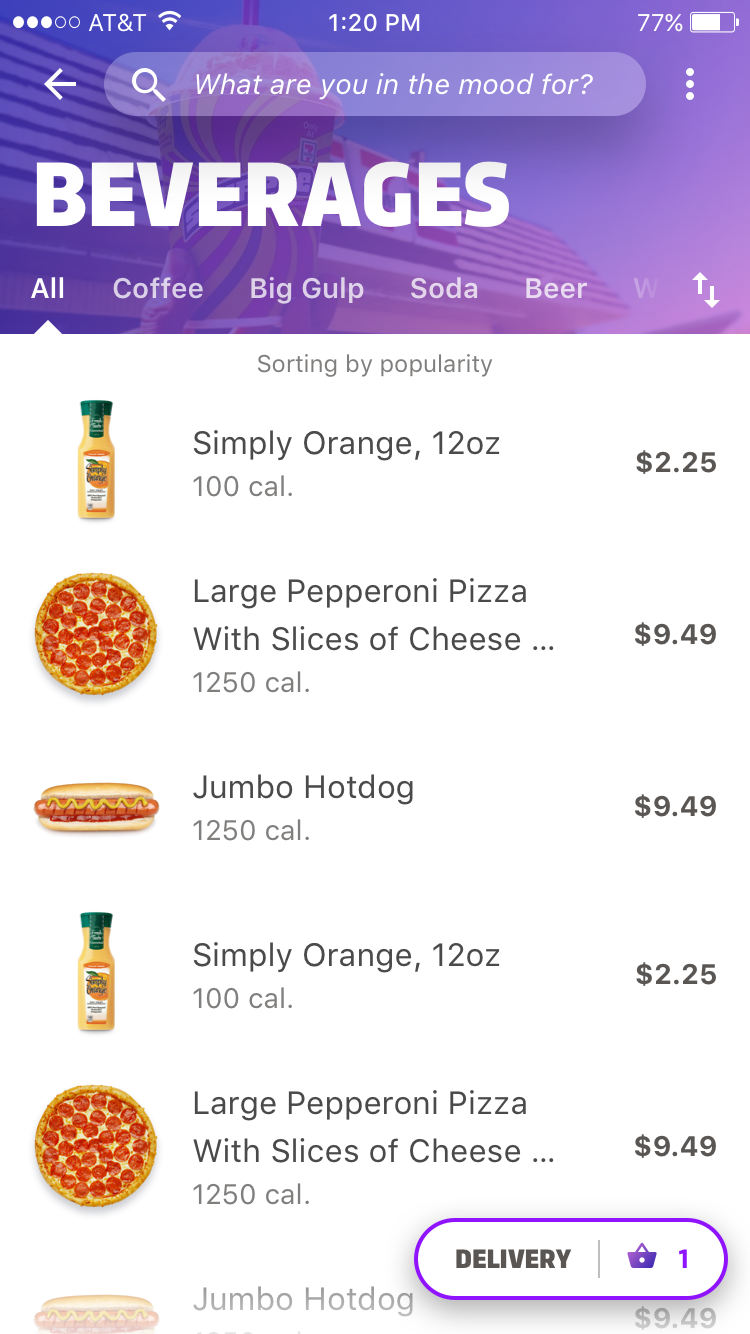 AT&T 1:20 PM 77%
What are you in the mood for?
BEVERAGES
All Coffee Big Gulp Soda Beer W
Sorting by popularity
Simply Orange, 12oz
100 cal.
$2.25
Large Pepperoni Pizza
With Slices of Cheese ...
1250 cal.
$9.49
Jumbo Hotdog
1250 cal.
$9.49
Simply Orange, 12oz
100 cal.
$2.25
Large Pepperoni Pizza
With Slices of Cheese ...
1250 cal.
$9.49
DELIVERY 1
Jumbo Hotdog
$9.49